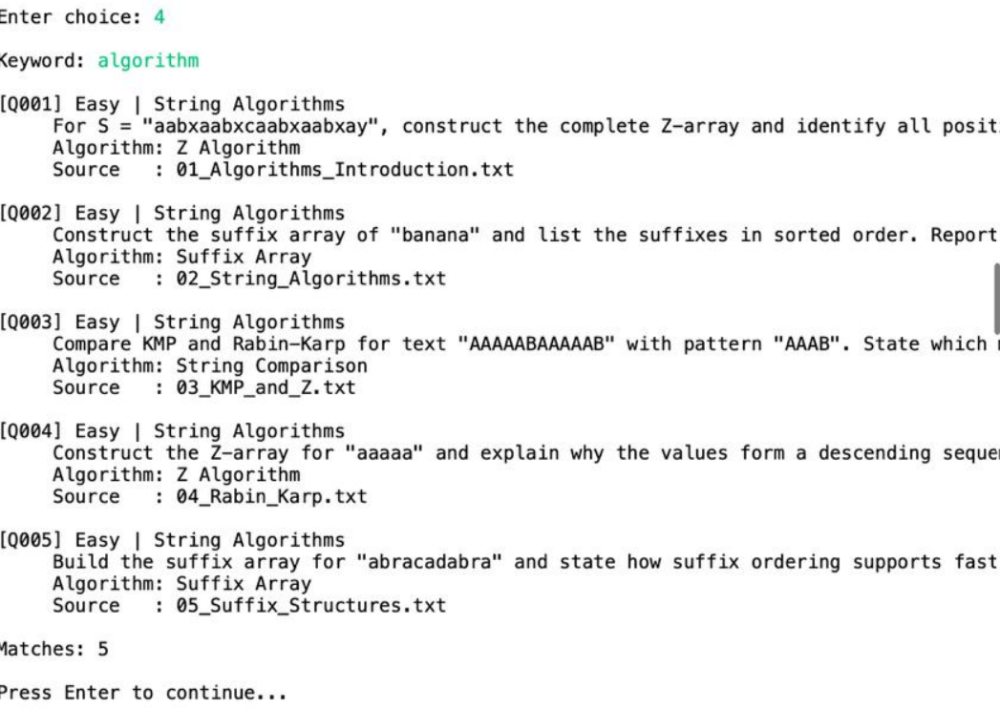 Enter choice: 4
Keyword: algorithm
[Q001] Easy | String Algorithms
For S = "aabxaabxcaabxaabxay", construct the complete Z-array and identify all posit
Algorithm: Z Algorithm
Source : 01_Algorithms_Introduction.txt
[Q002] Easy | String Algorithms
Construct the suffix array of "banana" and list the suffixes in sorted order. Report
Algorithm: Suffix Array
Source : 02_String_Algorithms.txt
[Q003] Easy | String Algorithms
Compare KMP and Rabin-Karp for text "AAAAABAAAAAB" with pattern "AAAB". State which
Algorithm: String Comparison
Source : 03_KMP_and_Z.txt
[Q004] Easy | String Algorithms
Construct the Z-array for "aaaaa" and explain why the values form a descending seque
Algorithm: Z Algorithm
Source : 04_Rabin_Karp.txt
[Q005] Easy | String Algorithms
Build the suffix array for "abracadabra" and state how suffix ordering supports fast
Algorithm: Suffix Array
Source : 05_Suffix_Structures.txt
Matches: 5
Press Enter to continue...